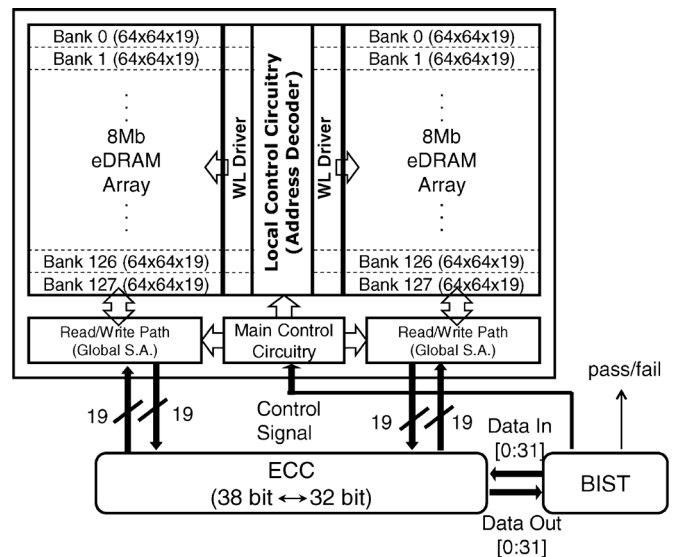 Bank 0 (64x64x19)
Bank 1 (64x64x19)
8Mb
eDRAM
Array
Bank 126 (64x64x19)
Bank 127 (64x64x19)
WL Driver
Local Control Circuitry
(Address Decoder)
WL Driver
Bank 0 (64x64x19)
Bank 1 (64x64x19)
8Mb
eDRAM
Array
Bank 126 (64x64x19)
Bank 127 (64x64x19)
Read/Write Path
(Global S.A.)
Main Control
Circuitry
Read/Write Path
(Global S.A.)
19
19
Control
Signal
19
19
pass/fail
Data In
[0:31]
ECC
(38 bit ↔ 32 bit)
BIST
Data Out
[0:31]